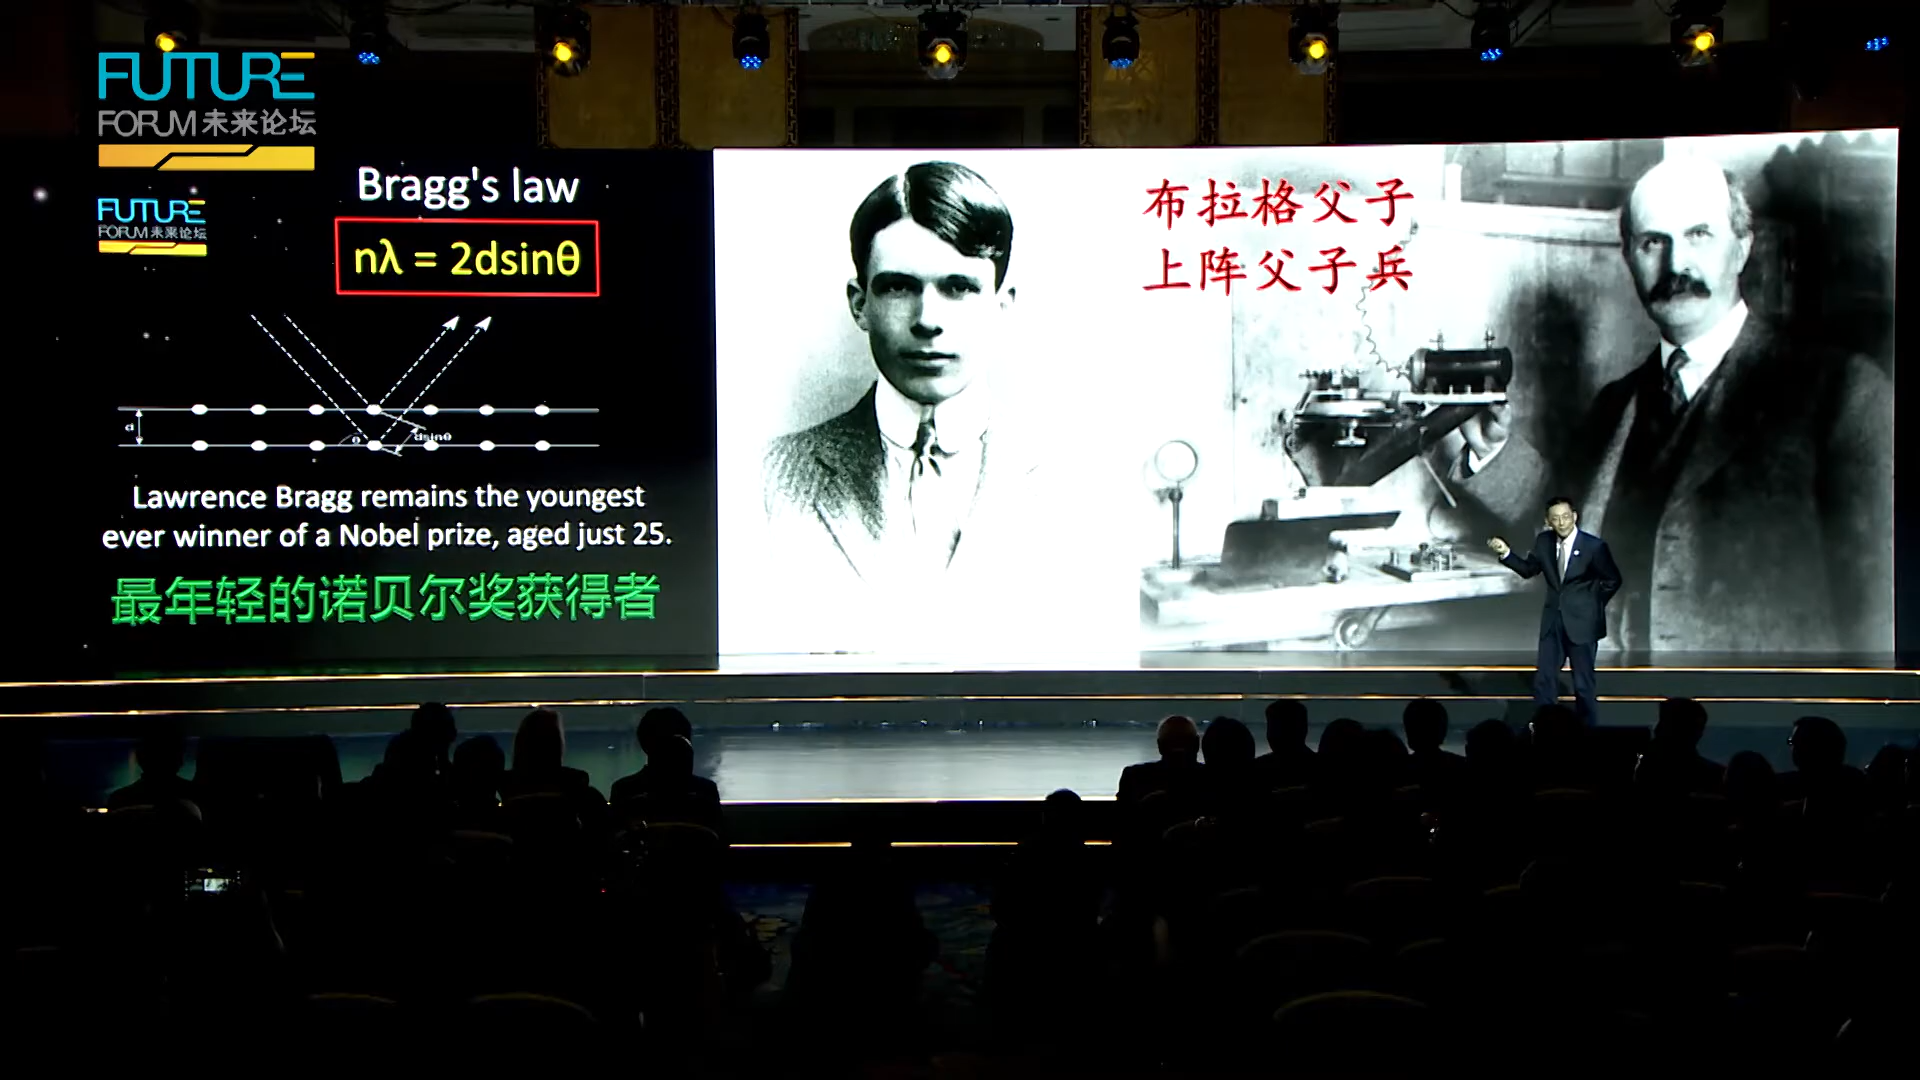 FUTURE
FORUM 未来论坛
FUTURE
FORUM 未来论坛
Bragg's law
nλ = 2dsinθ
d
θ
dsinθ
Lawrence Bragg remains the youngest
ever winner of a Nobel prize, aged just 25.
最年轻的诺贝尔奖获得者
布拉格父子
上阵父子兵